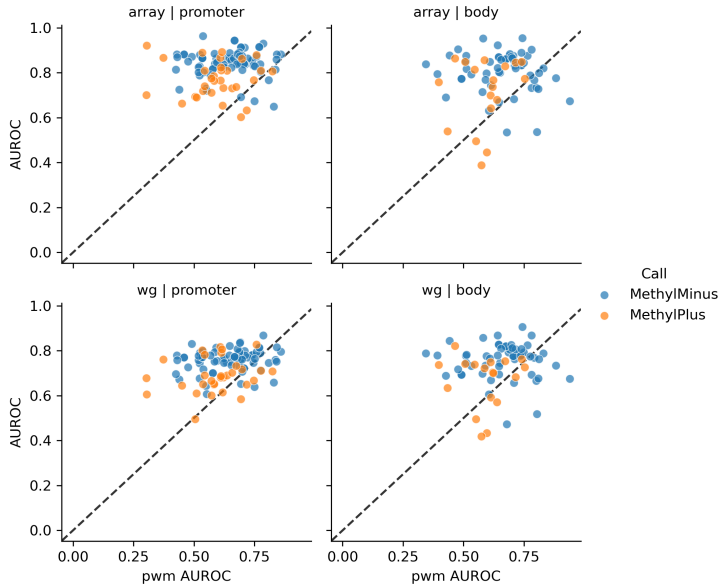 array | promoter
array | body
1.0
0.8
0.6
0.4
0.2
0.0
AUROC
wg | promoter
wg | body
1.0
0.8
0.6
0.4
0.2
0.0
AUROC
0.00 0.25 0.50 0.75
0.00 0.25 0.50 0.75
pwm AUROC
pwm AUROC
Call
MethylMinus
MethylPlus